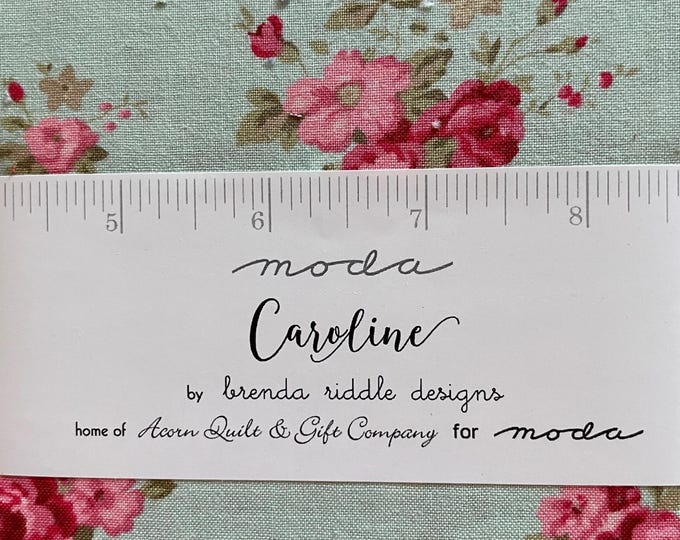 5 6 7 8
moda
Caroline
by brenda riddle designs
home of Acorn Quilt & Gift Company for moda